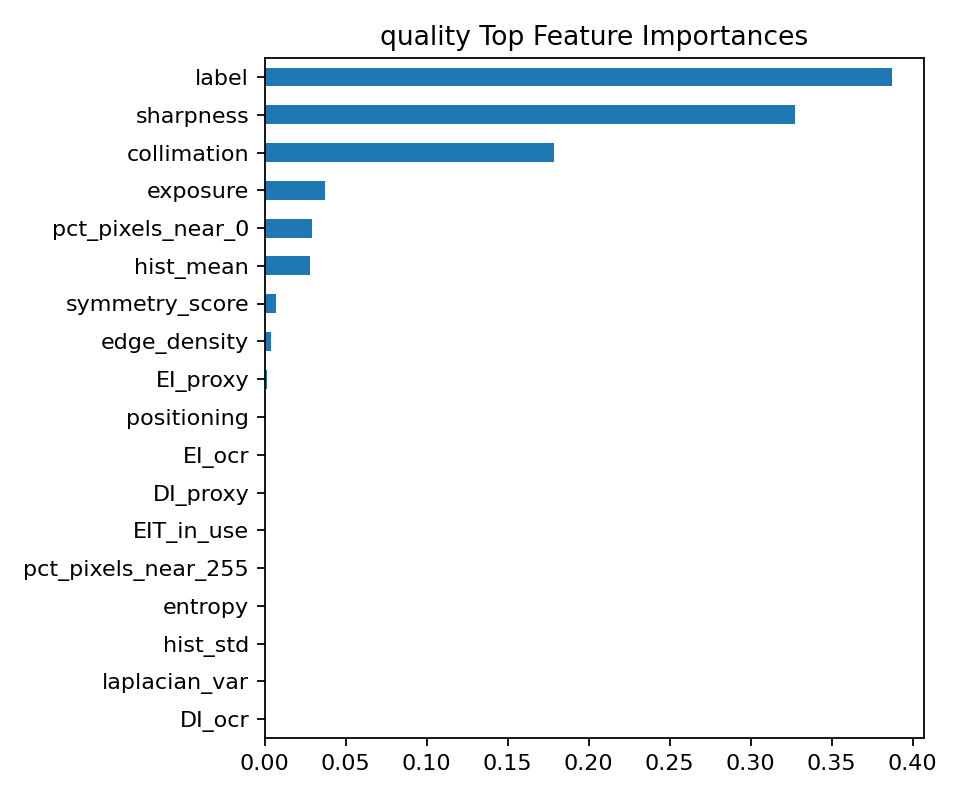 quality Top Feature Importances
label
sharpness
collimation
exposure
pct_pixels_near_0
hist_mean
symmetry_score
edge_density
EI_proxy
positioning
EI_ocr
DI_proxy
EIT_in_use
pct_pixels_near_255
entropy
hist_std
laplacian_var
DI_ocr
0.00 0.05 0.10 0.15 0.20 0.25 0.30 0.35 0.40